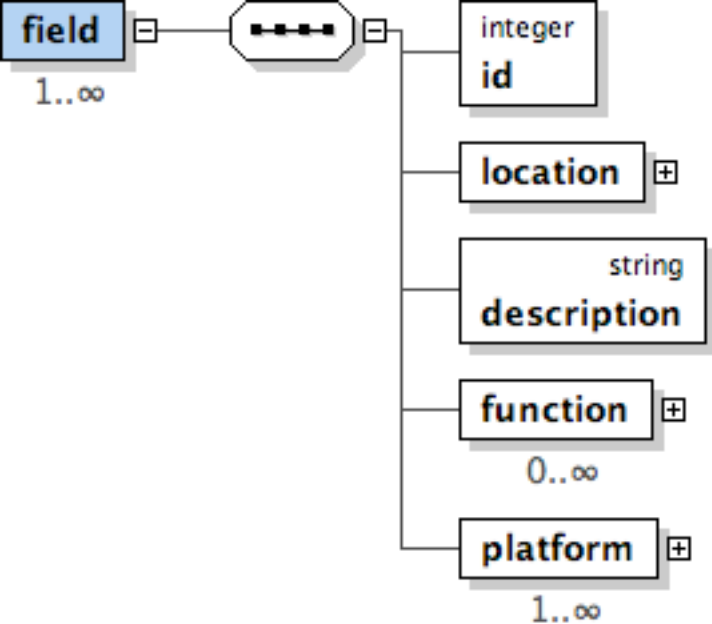 field
1..∞
integer
id
location
string
description
function
0..∞
platform
1..∞